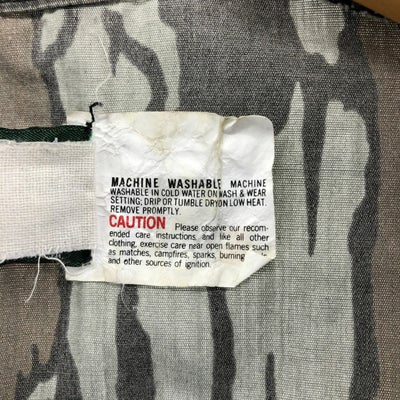 MACHINE WASHABLE MACHINE
WASHABLE IN COLD WATER ON WASH & WEAR
SETTING; DRIP OR TUMBLE DRY ON LOW HEAT.
REMOVE PROMPTLY.
CAUTION Please observe our recom-
ended care instructions, and like all other
clothing, exercise care near open flames such
as matches, campfires, sparks, burning
and other sources of ignition.